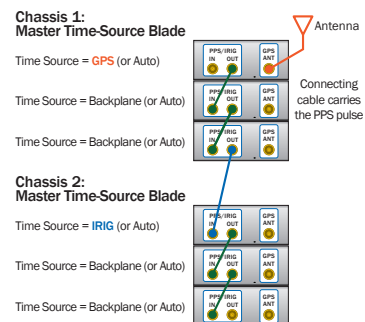 Chassis 1:
Master Time-Source Blade
Antenna
Time Source = GPS (or Auto)
PPS/IRIG
IN OUT
GPS
ANT
Connecting
cable carries
the PPS pulse
Time Source = Backplane (or Auto)
PPS/IRIG
IN OUT
GPS
ANT
Time Source = Backplane (or Auto)
PPS/IRIG
IN OUT
GPS
ANT
Chassis 2:
Master Time-Source Blade
Time Source = IRIG (or Auto)
PPS/IRIG
IN OUT
GPS
ANT
Time Source = Backplane (or Auto)
PPS/IRIG
IN OUT
GPS
ANT
Time Source = Backplane (or Auto)
PPS/IRIG
IN OUT
GPS
ANT